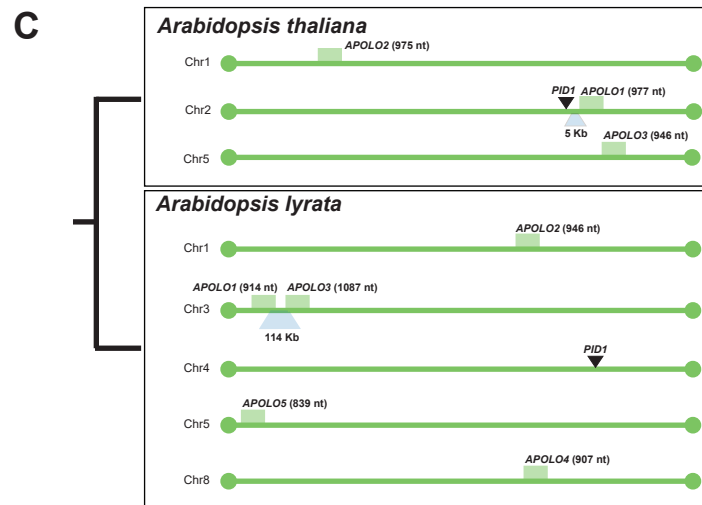 C
Arabidopsis thaliana
APOLO2 (975 nt)
Chr1
PID1 APOLO1 (977 nt)
Chr2
5 Kb
APOLO3 (946 nt)
Chr5
Arabidopsis lyrata
APOLO2 (946 nt)
Chr1
APOLO1 (914 nt) APOLO3 (1087 nt)
Chr3
114 Kb
PID1
Chr4
APOLO5 (839 nt)
Chr5
APOLO4 (907 nt)
Chr8